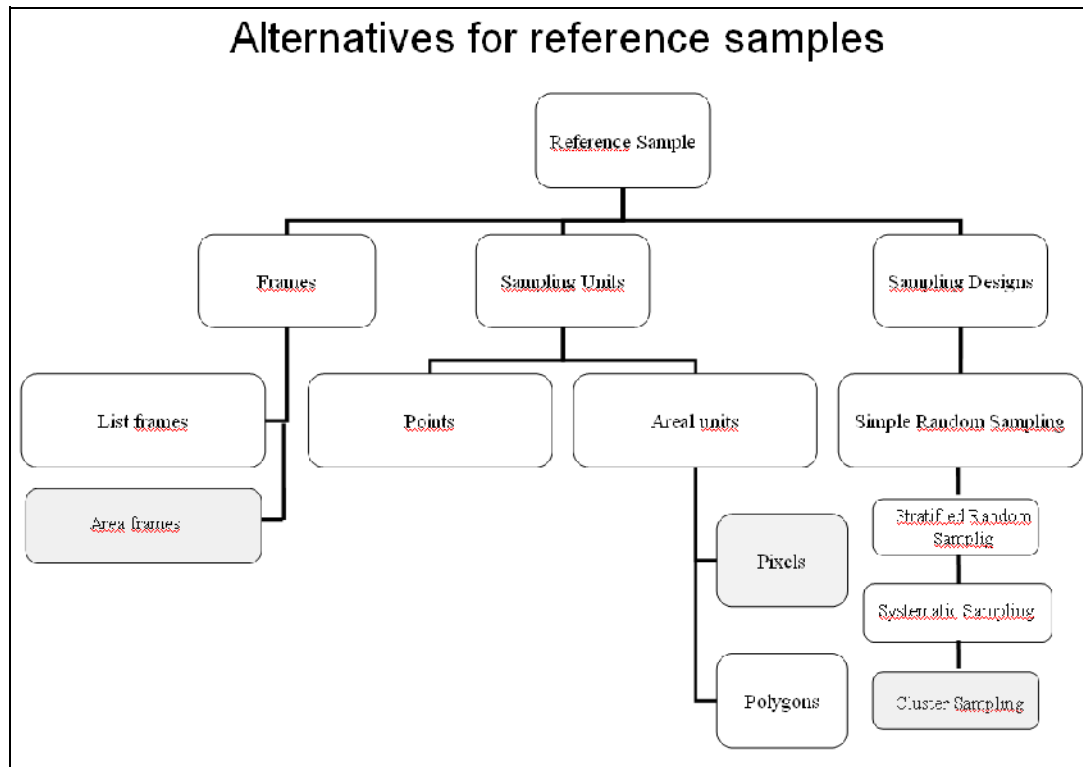 Alternatives for reference samples
Reference Sample
Frames
Sampling Units
Sampling Designs
List frames
Points
Areal units
Simple Random Sampling
Area frames
Stratified Random
Samplig
Pixels
Systematic Sampling
Polygons
Cluster Sampling